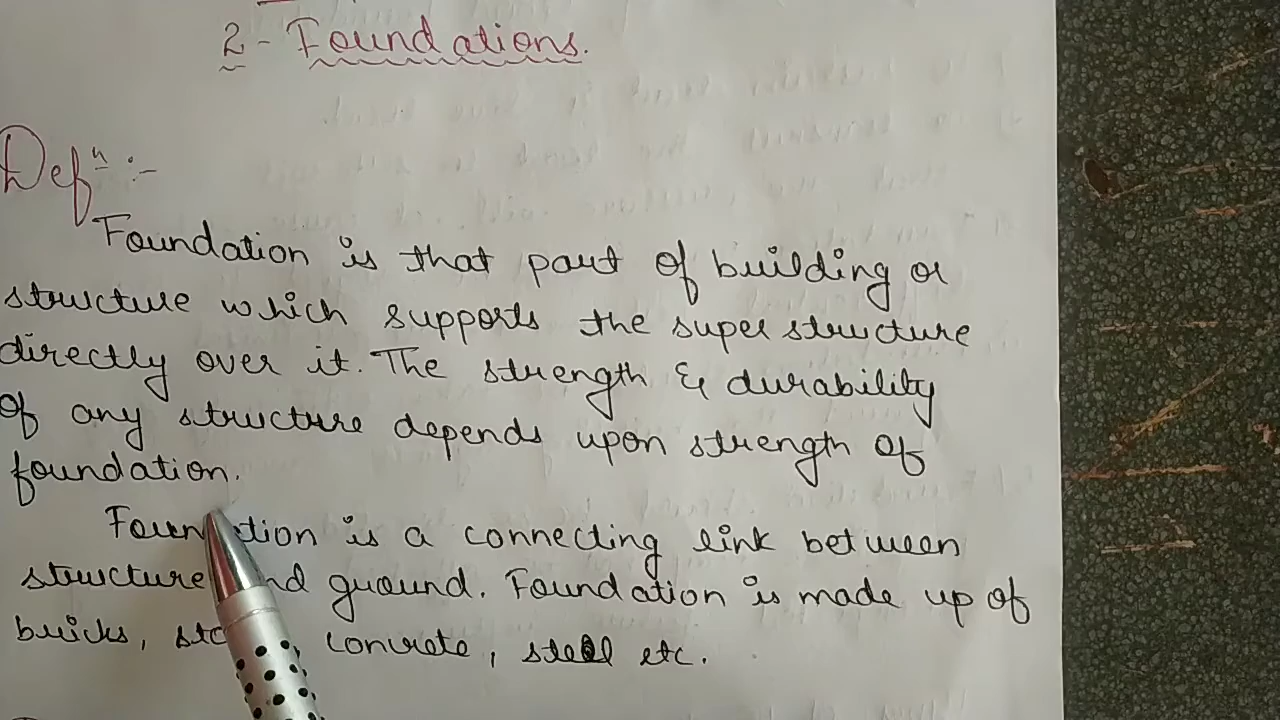 2 - Foundations.
Defⁿ :-
Foundation is that part of building or
structure which supports the super structure
directly over it. The strength & durability
of any structure depends upon strength of
foundation.
is a connecting link between
structure ground. Foundation is made up of
bricks, concrete, steel etc.